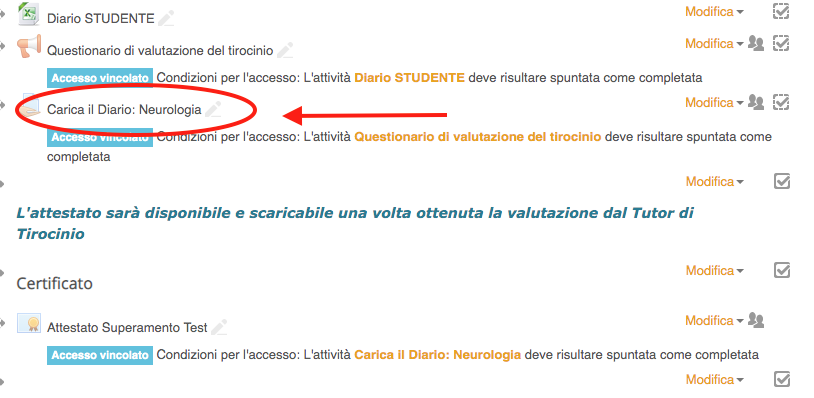 Diario STUDENTE Modifica
Questionario di valutazione del tirocinio Modifica
Accesso vincolato Condizioni per l'accesso: L'attività Diario STUDENTE deve risultare spuntata come completata
Carica il Diario: Neurologia Modifica
Accesso vincolato Condizioni per l'accesso: L'attività Questionario di valutazione del tirocinio deve risultare spuntata come
completata
Modifica
L'attestato sarà disponibile e scaricabile una volta ottenuta la valutazione dal Tutor di
Tirocinio
Modifica
Certificato
Attestato Superamento Test Modifica
Accesso vincolato Condizioni per l'accesso: L'attività Carica il Diario: Neurologia deve risultare spuntata come completata
Modifica